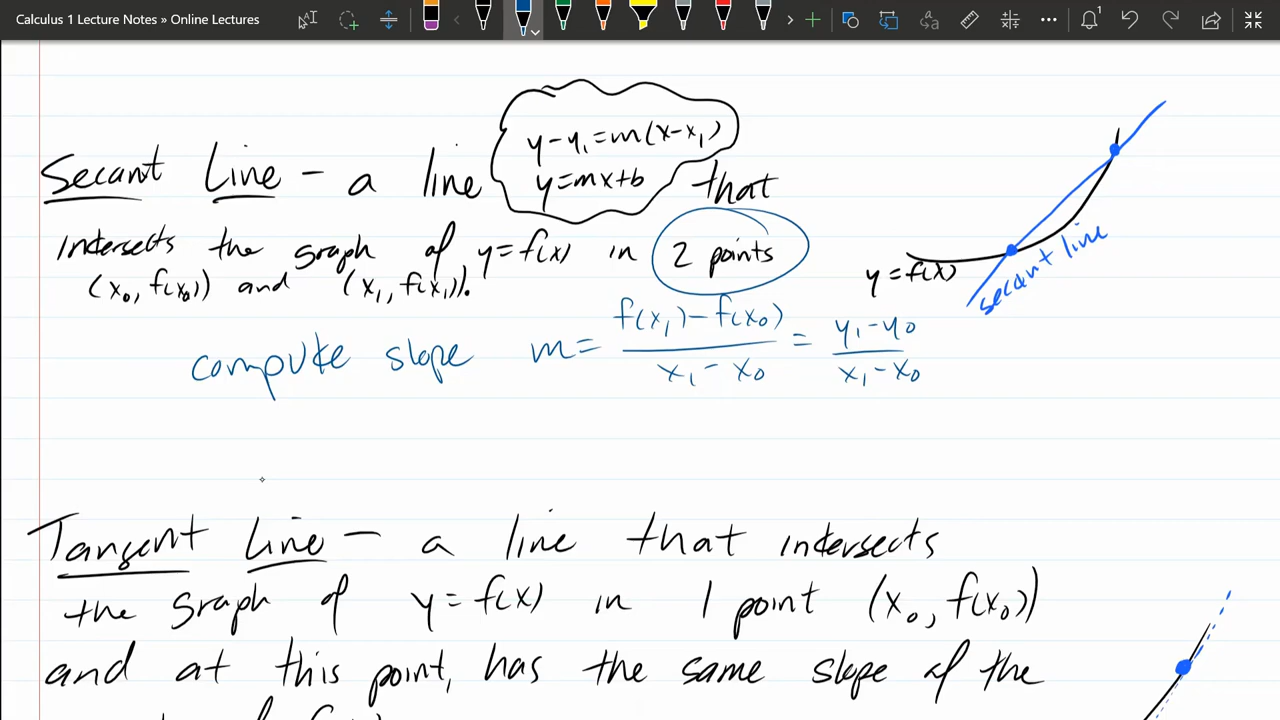 Calculus 1 Lecture Notes » Online Lectures
y-y₁=m(x-x₁)
Secant Line - a line y=mx+b that
intersects the graph of y=f(x) in 2 points
(x₀, f(x₀)) and (x₁, f(x₁)).
y=f(x)
secant line
compute slope m= f(x₁)-f(x₀) / x₁-x₀ = y₁-y₀ / x₁-x₀
Tangent Line - a line that intersects
the graph of y=f(x) in 1 point (x₀, f(x₀))
and at this point, has the same slope of the